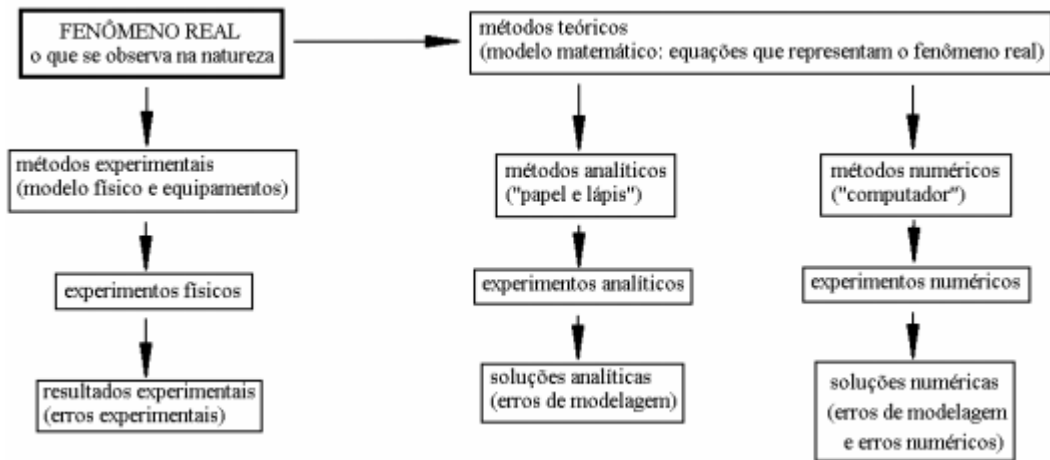 FENÔMENO REAL
o que se observa na natureza
métodos teóricos
(modelo matemático: equações que representam o fenômeno real)
métodos experimentais
(modelo físico e equipamentos)
métodos analíticos
("papel e lápis")
métodos numéricos
("computador")
experimentos físicos
experimentos analíticos
experimentos numéricos
resultados experimentais
(erros experimentais)
soluções analíticas
(erros de modelagem)
soluções numéricas
(erros de modelagem
e erros numéricos)